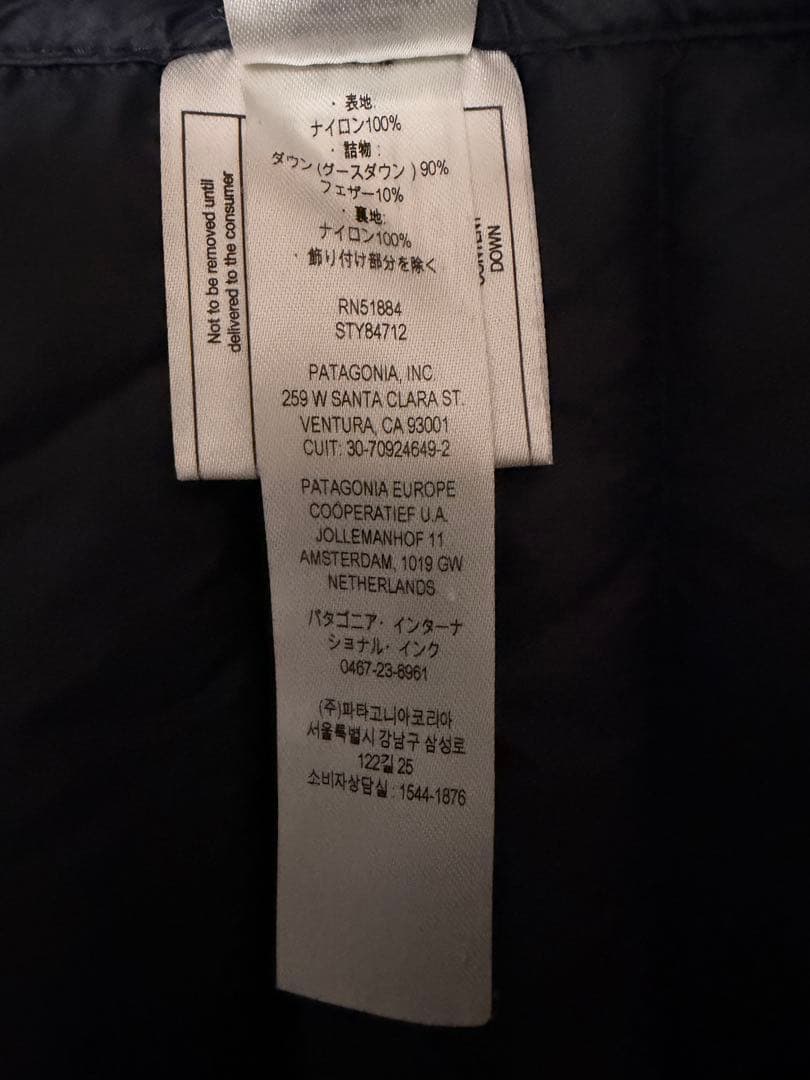 ・表地:
ナイロン100%
・詰物:
ダウン(グースダウン)90%
フェザー10%
・裏地:
ナイロン100%
・飾り付け部分を除く
RN51884
STY84712
PATAGONIA, INC.
259 W SANTA CLARA ST.
VENTURA, CA 93001
CUIT: 30-70924649-2
PATAGONIA EUROPE
COÖPERATIEF U.A.
JOLLEMANHOF 11
AMSTERDAM, 1019 GW
NETHERLANDS
パタゴニア・インターナ
ショナル・インク
0467-23-8961
(주)파타고니아코리아
서울특별시 강남구 삼성로
122길 25
소비자상담실 : 1544-1876
Not to be removed until
delivered to the consumer
DOWN